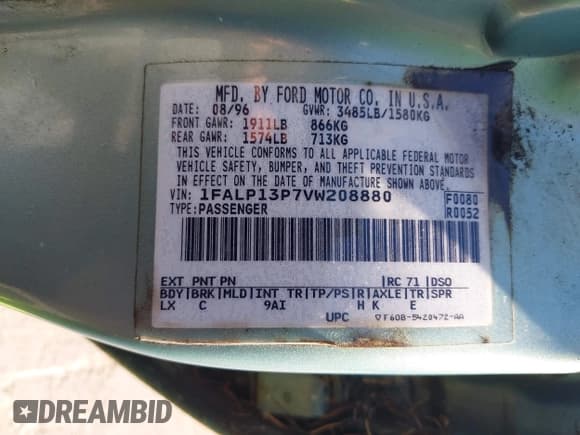 MFD. BY FORD MOTOR CO. IN U.S.A.
DATE: 08/96 GVWR: 3485LB/1580KG
FRONT GAWR: 1911LB 866KG
REAR GAWR: 1574LB 713KG
THIS VEHICLE CONFORMS TO ALL APPLICABLE FEDERAL MOTOR
VEHICLE SAFETY, BUMPER, AND THEFT PREVENTION STANDARDS
IN EFFECT ON THE DATE OF MANUFACTURE SHOWN ABOVE.
VIN: 1FALP13P7VW208880 F0080
TYPE: PASSENGER R0052
EXT PNT PN |RC 71|DSO
BDY|BRK|MLD|INT TR|TP/PS|R|AXLE|TR|SPR
LX C 9AI H K E
UPC ▽F60B-5420472-AA
DREAMBID